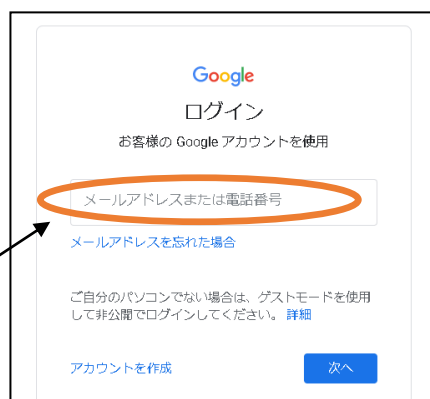 Google
ログイン
お客様の Google アカウントを使用
メールアドレスまたは電話番号
メールアドレスを忘れた場合
ご自分のパソコンでない場合は、ゲストモードを使用
して非公開でログインしてください。 詳細
アカウントを作成
次へ